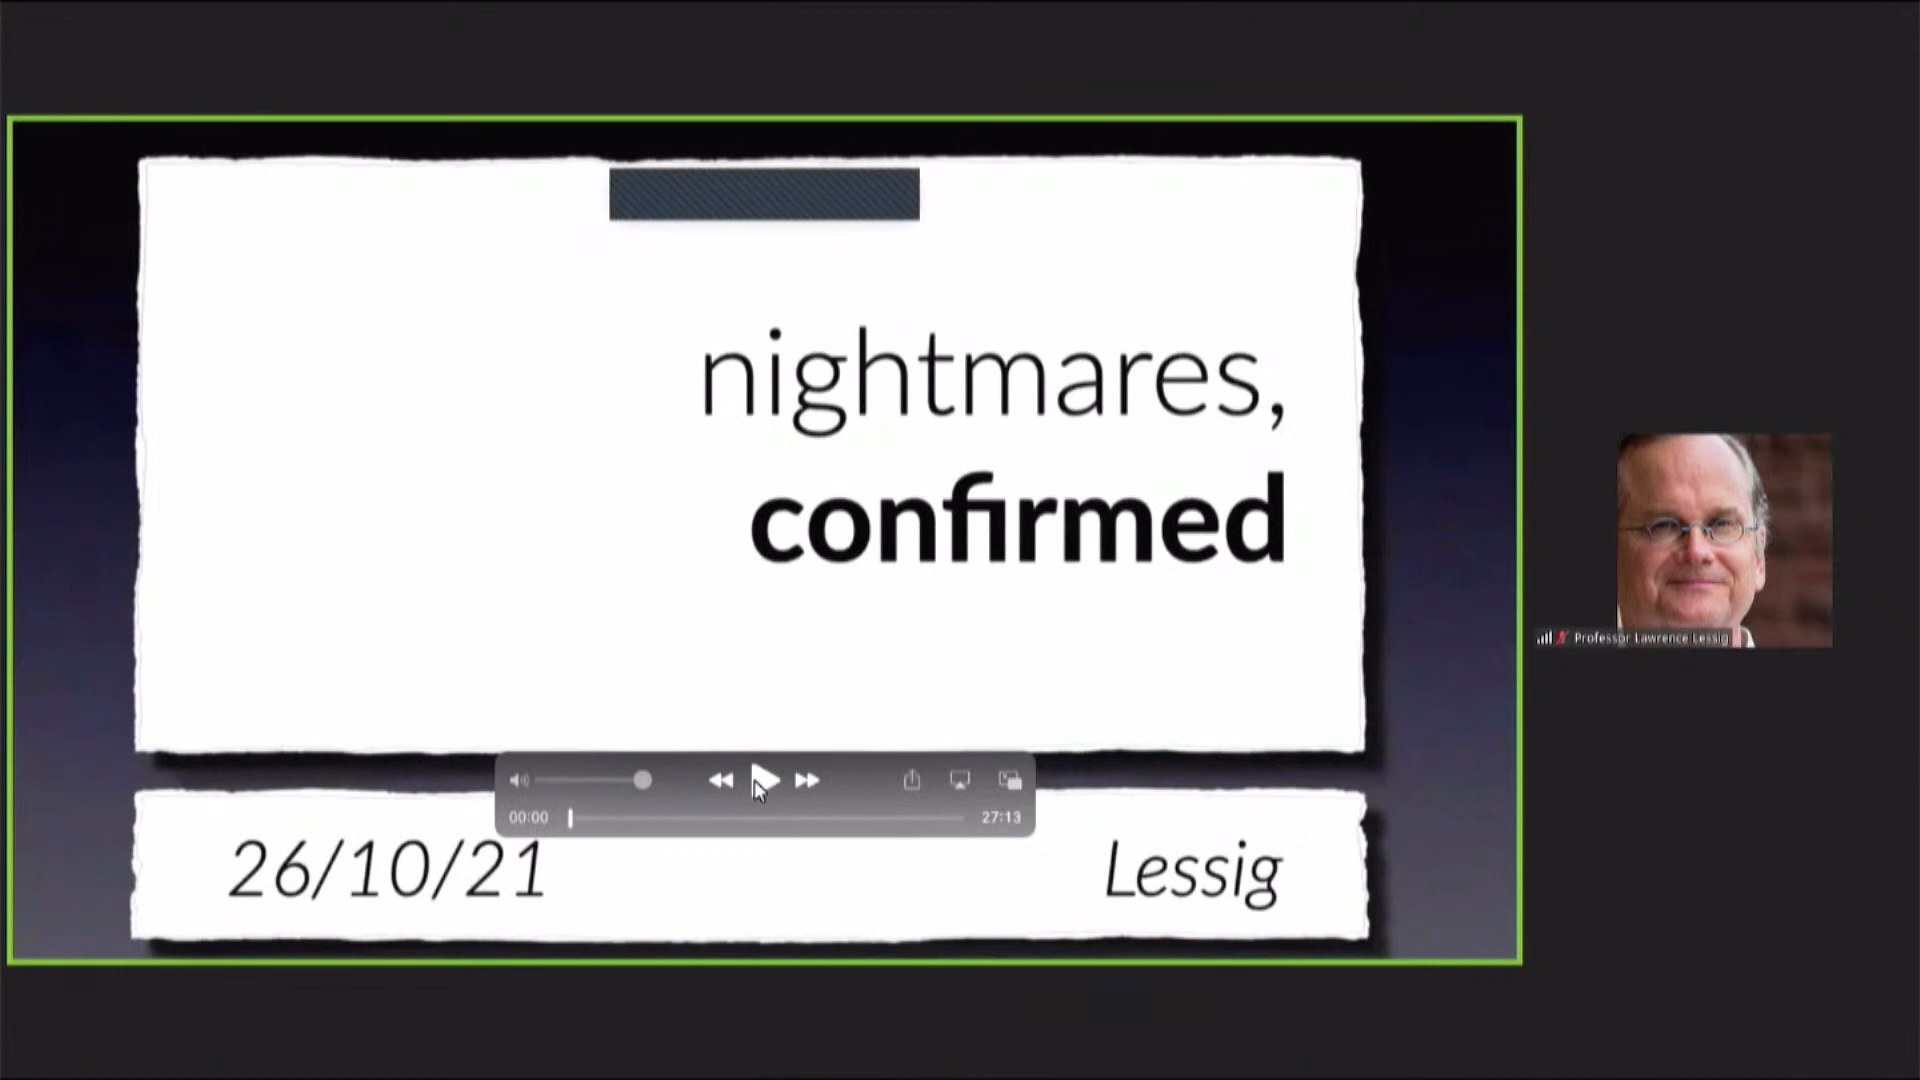 nightmares,
confirmed
00:00
27:13
26/10/21
Lessig
Professor Lawrence Lessig